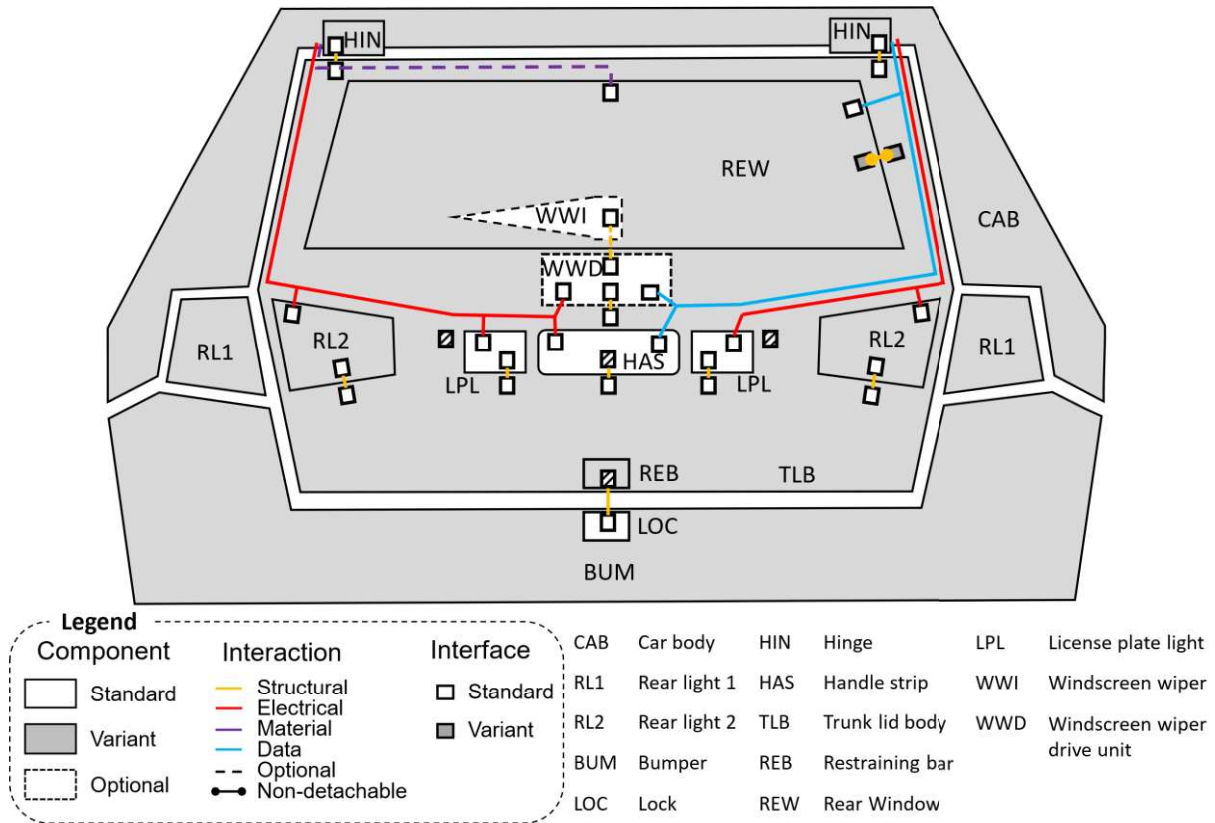 HIN
HIN
REW
WWI
CAB
WWD
RL1
RL2
HAS
RL2
RL1
LPL
LPL
REB
TLB
LOC
BUM
Legend
Component
Interaction
Interface
Standard
Variant
Optional
Structural
Electrical
Material
Data
Optional
Non-detachable
Standard
Variant
CAB Car body
RL1 Rear light 1
RL2 Rear light 2
BUM Bumper
LOC Lock
HIN Hinge
HAS Handle strip
TLB Trunk lid body
REB Restraining bar
REW Rear Window
LPL License plate light
WWI Windscreen wiper
WWD Windscreen wiper
drive unit